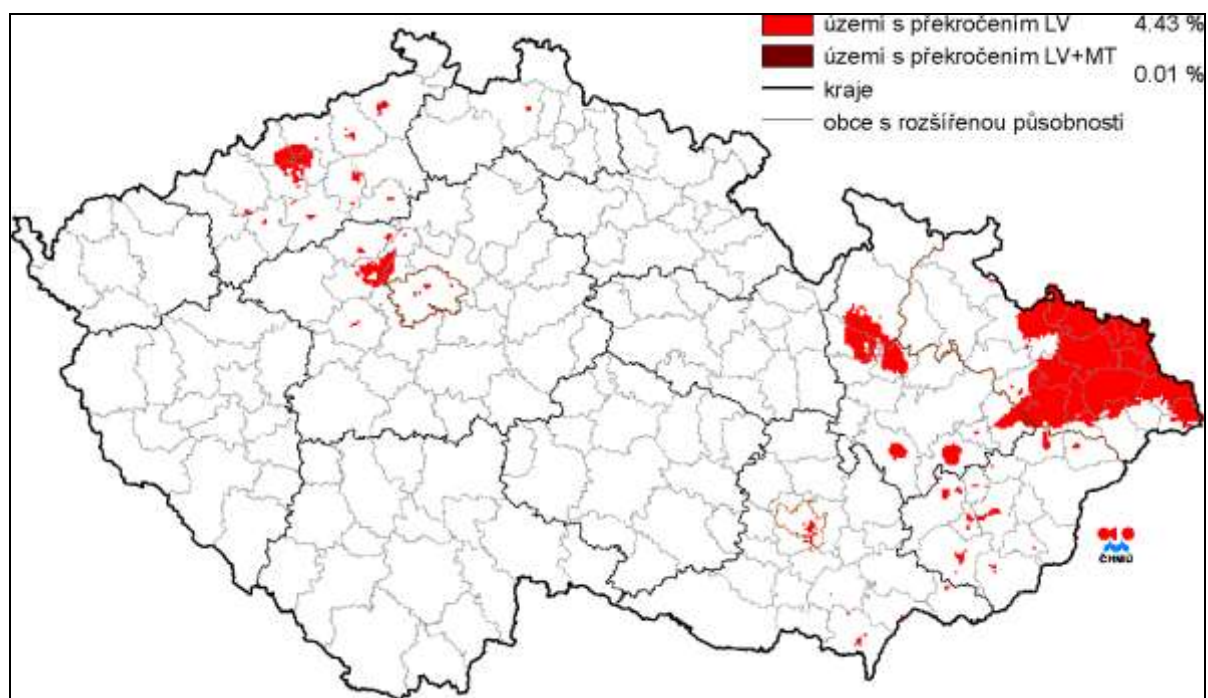 území s překročením LV 4.43 %
území s překročením LV+MT
0.01 %
kraje
obce s rozšířenou působností
ČHMÚ